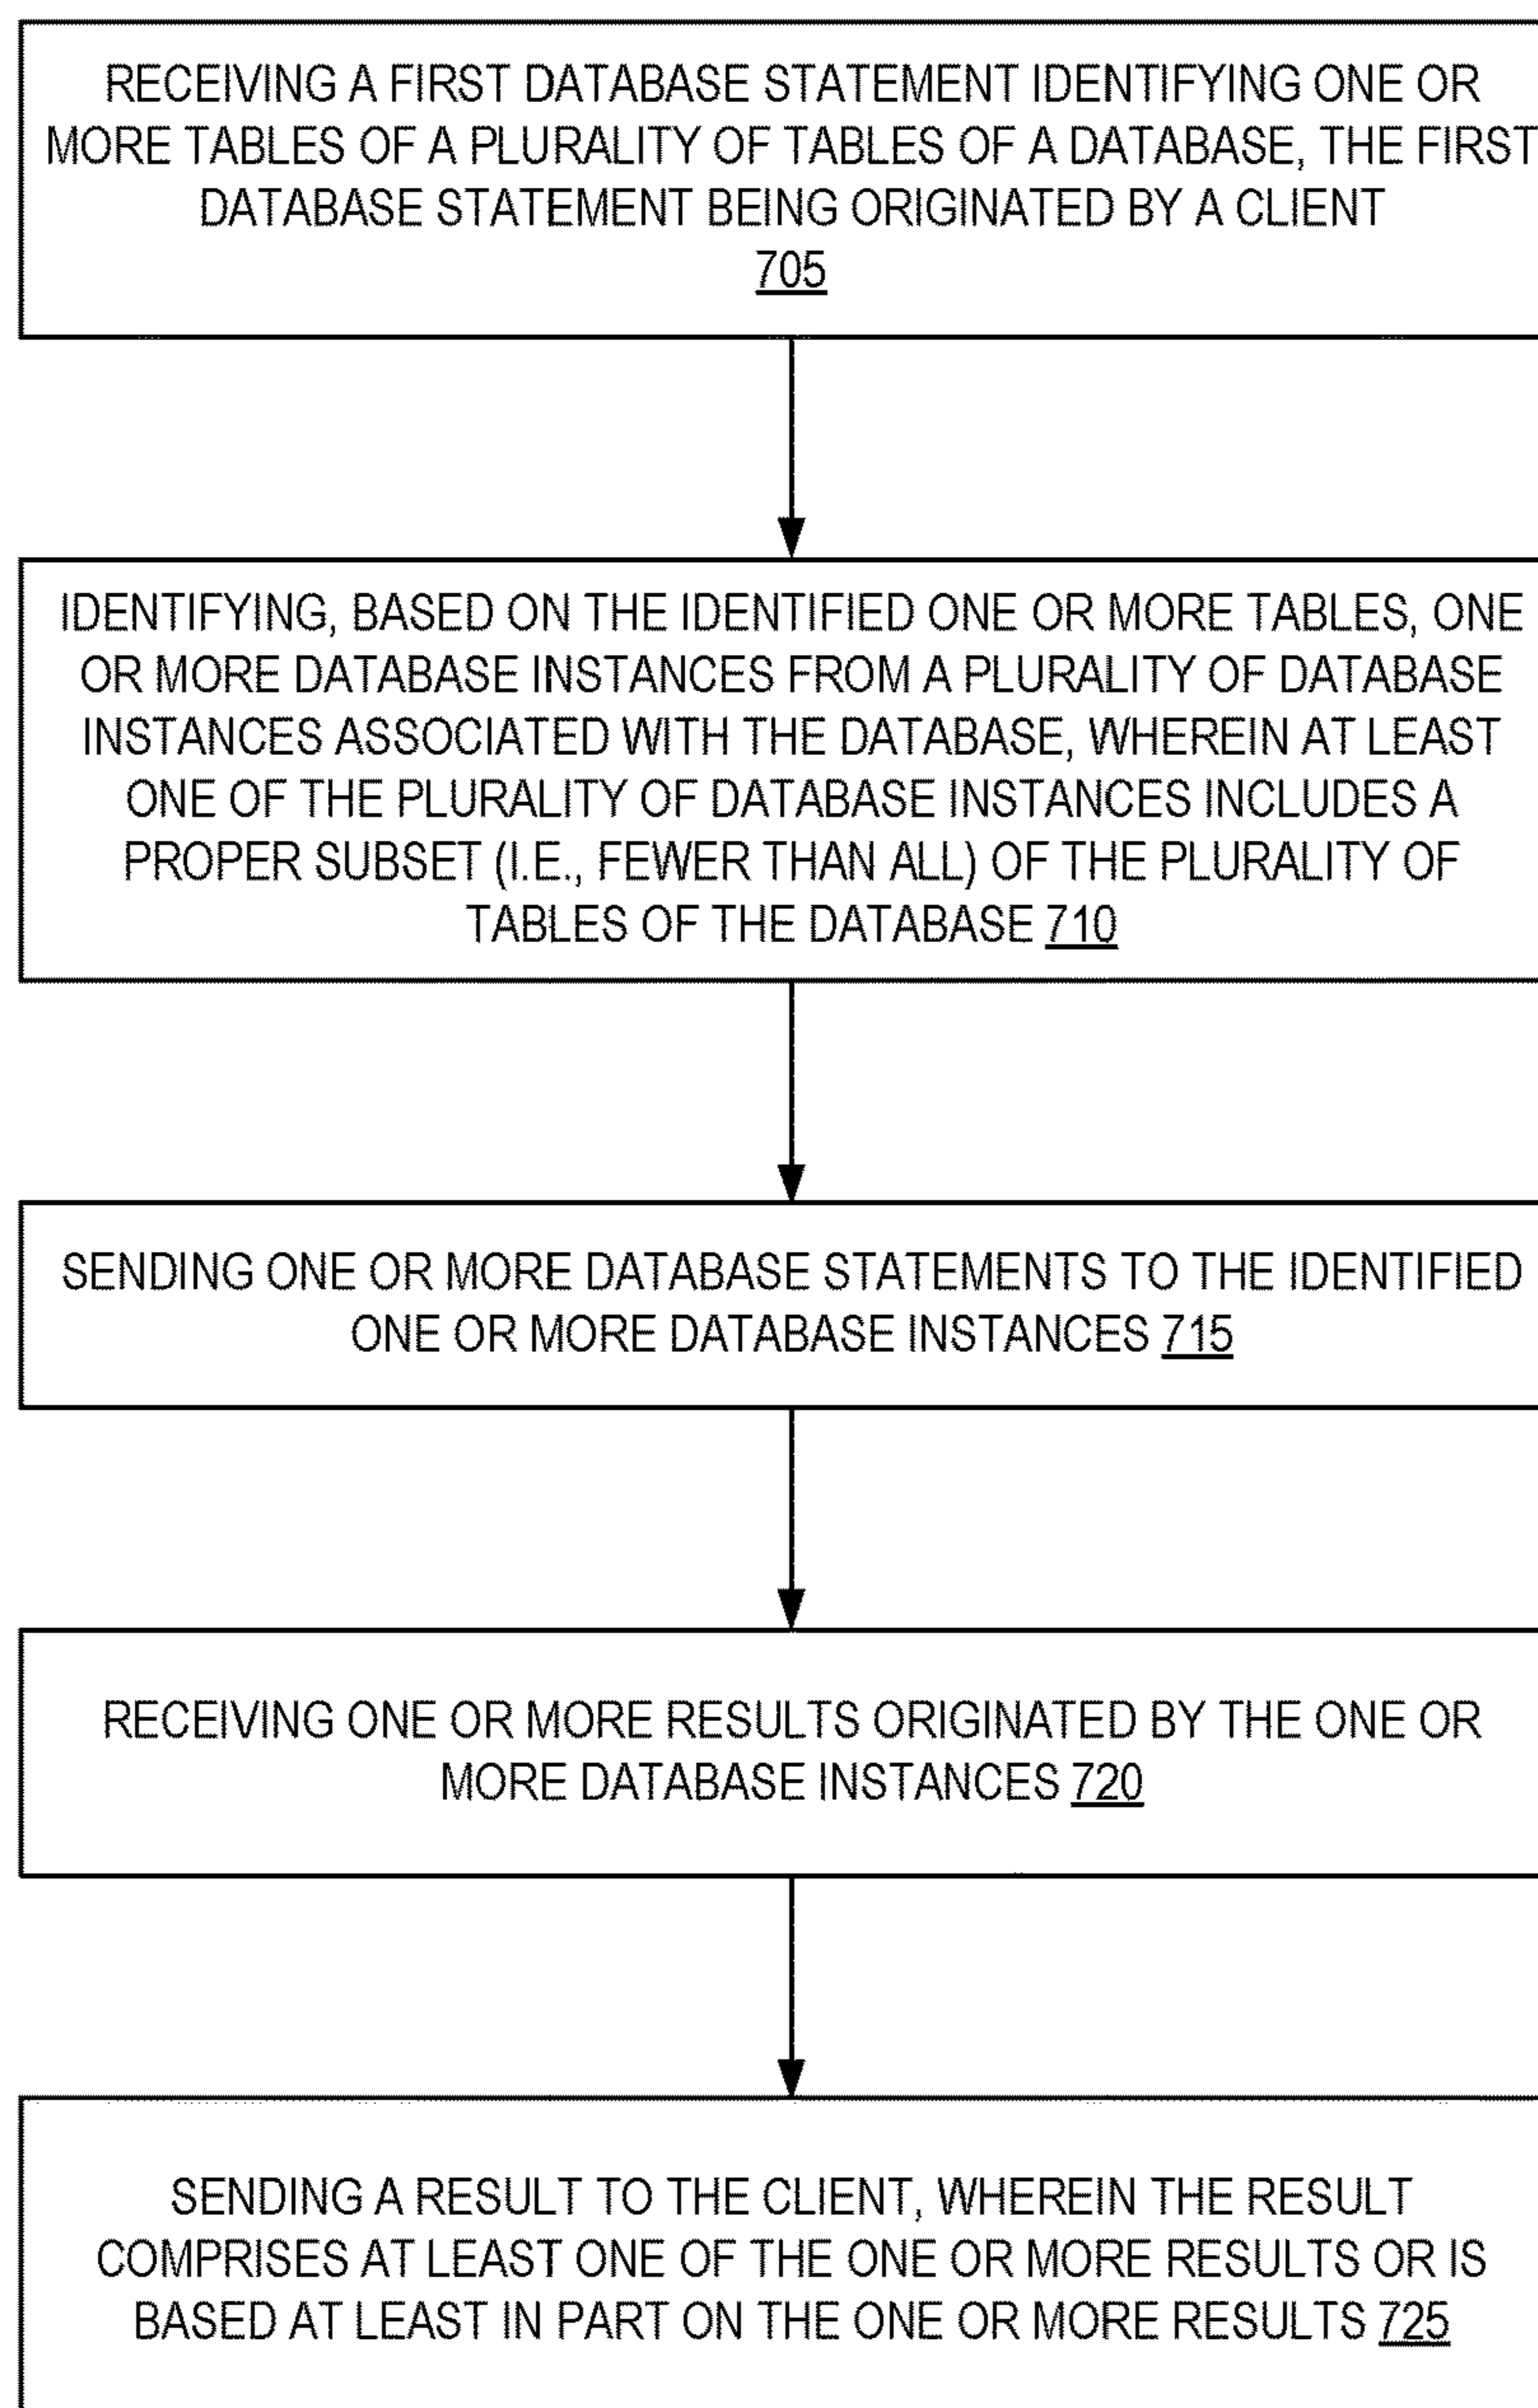 RECEIVING A FIRST DATABASE STATEMENT IDENTIFYING ONE OR
MORE TABLES OF A PLURALITY OF TABLES OF A DATABASE, THE FIRST
DATABASE STATEMENT BEING ORIGINATED BY A CLIENT
705
IDENTIFYING, BASED ON THE IDENTIFIED ONE OR MORE TABLES, ONE
OR MORE DATABASE INSTANCES FROM A PLURALITY OF DATABASE
INSTANCES ASSOCIATED WITH THE DATABASE, WHEREIN AT LEAST
ONE OF THE PLURALITY OF DATABASE INSTANCES INCLUDES A
PROPER SUBSET (I.E., FEWER THAN ALL) OF THE PLURALITY OF
TABLES OF THE DATABASE 710
SENDING ONE OR MORE DATABASE STATEMENTS TO THE IDENTIFIED
ONE OR MORE DATABASE INSTANCES 715
RECEIVING ONE OR MORE RESULTS ORIGINATED BY THE ONE OR
MORE DATABASE INSTANCES 720
SENDING A RESULT TO THE CLIENT, WHEREIN THE RESULT
COMPRISES AT LEAST ONE OF THE ONE OR MORE RESULTS OR IS
BASED AT LEAST IN PART ON THE ONE OR MORE RESULTS 725